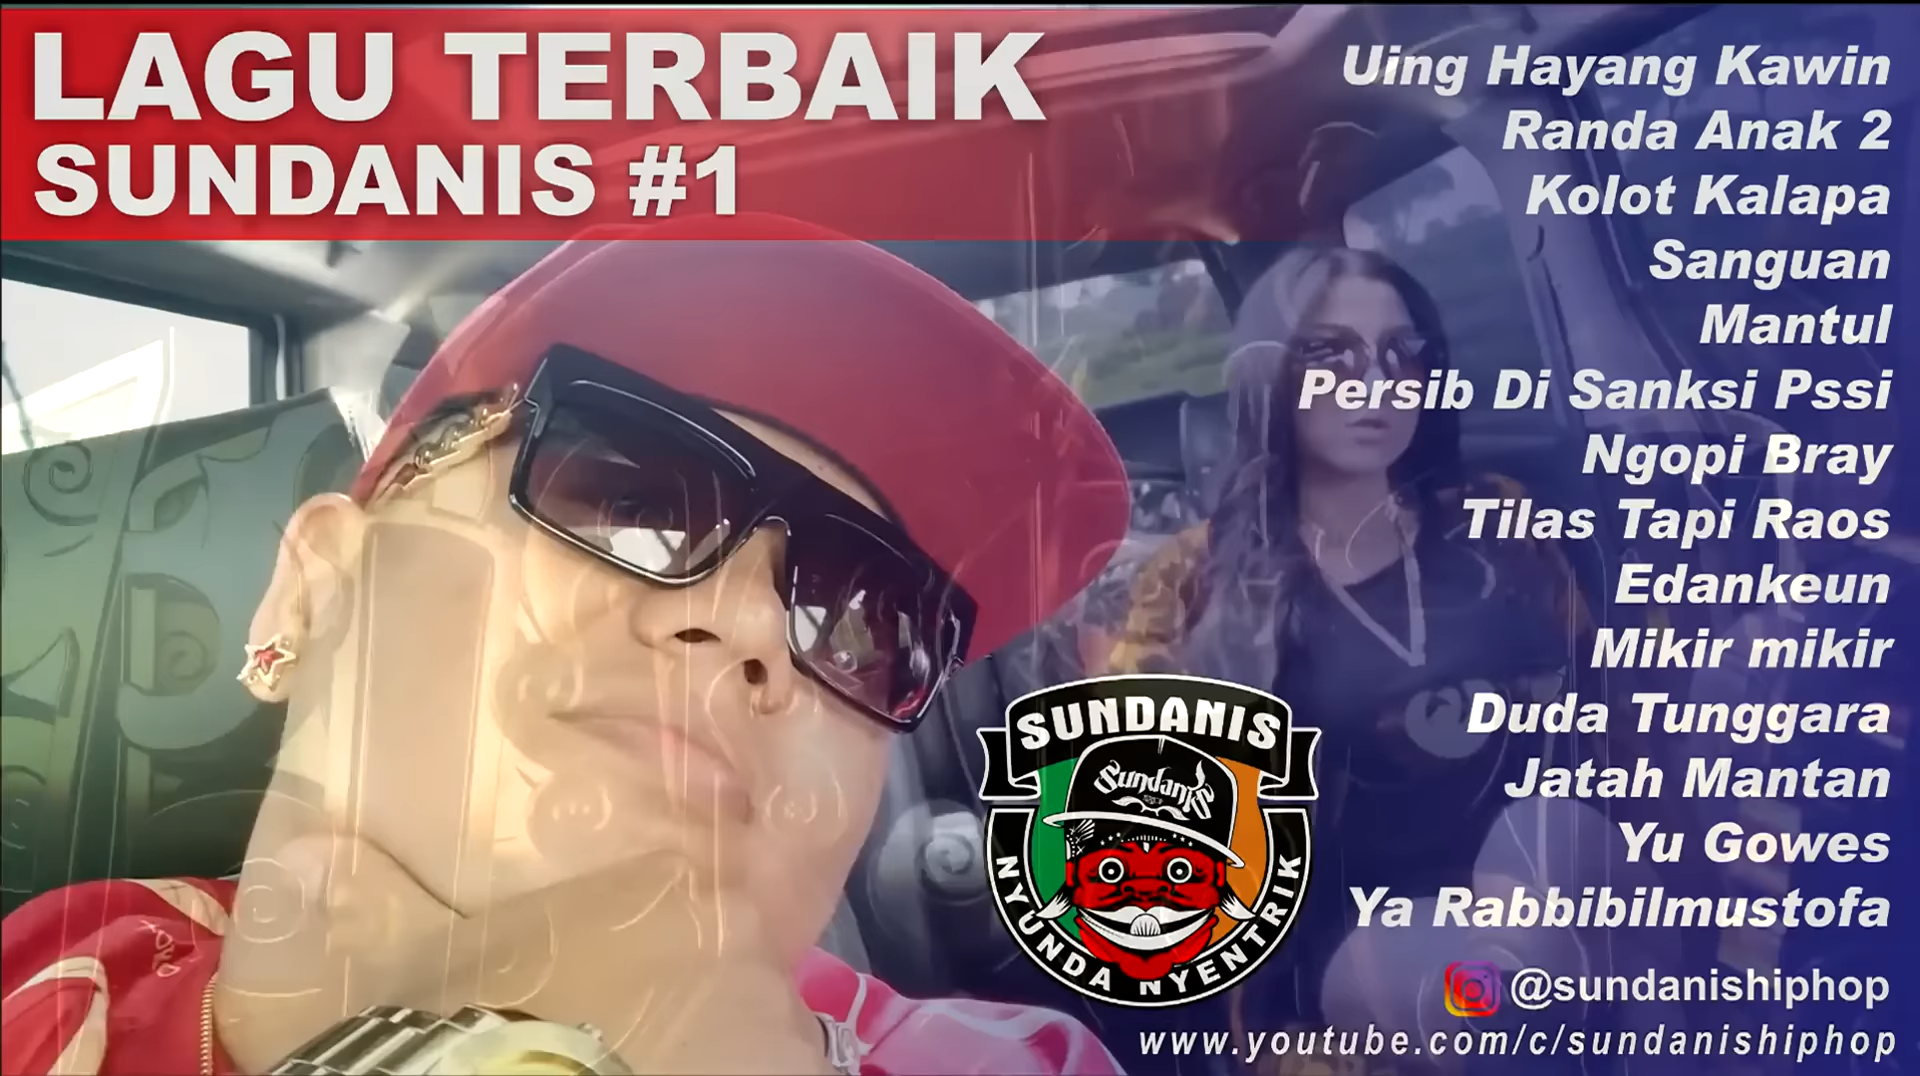 LAGU TERBAIK
SUNDANIS #1
Uing Hayang Kawin
Randa Anak 2
Kolot Kalapa
Sanguan
Mantul
Persib Di Sanksi Pssi
Ngopi Bray
Tilas Tapi Raos
Edankeun
Mikir mikir
Duda Tunggara
Jatah Mantan
Yu Gowes
Ya Rabbibilmustofa
SUNDANIS
Sundanis
NYUNDA NYENTRIK
@sundanishiphop
www.youtube.com/c/sundanishiphop